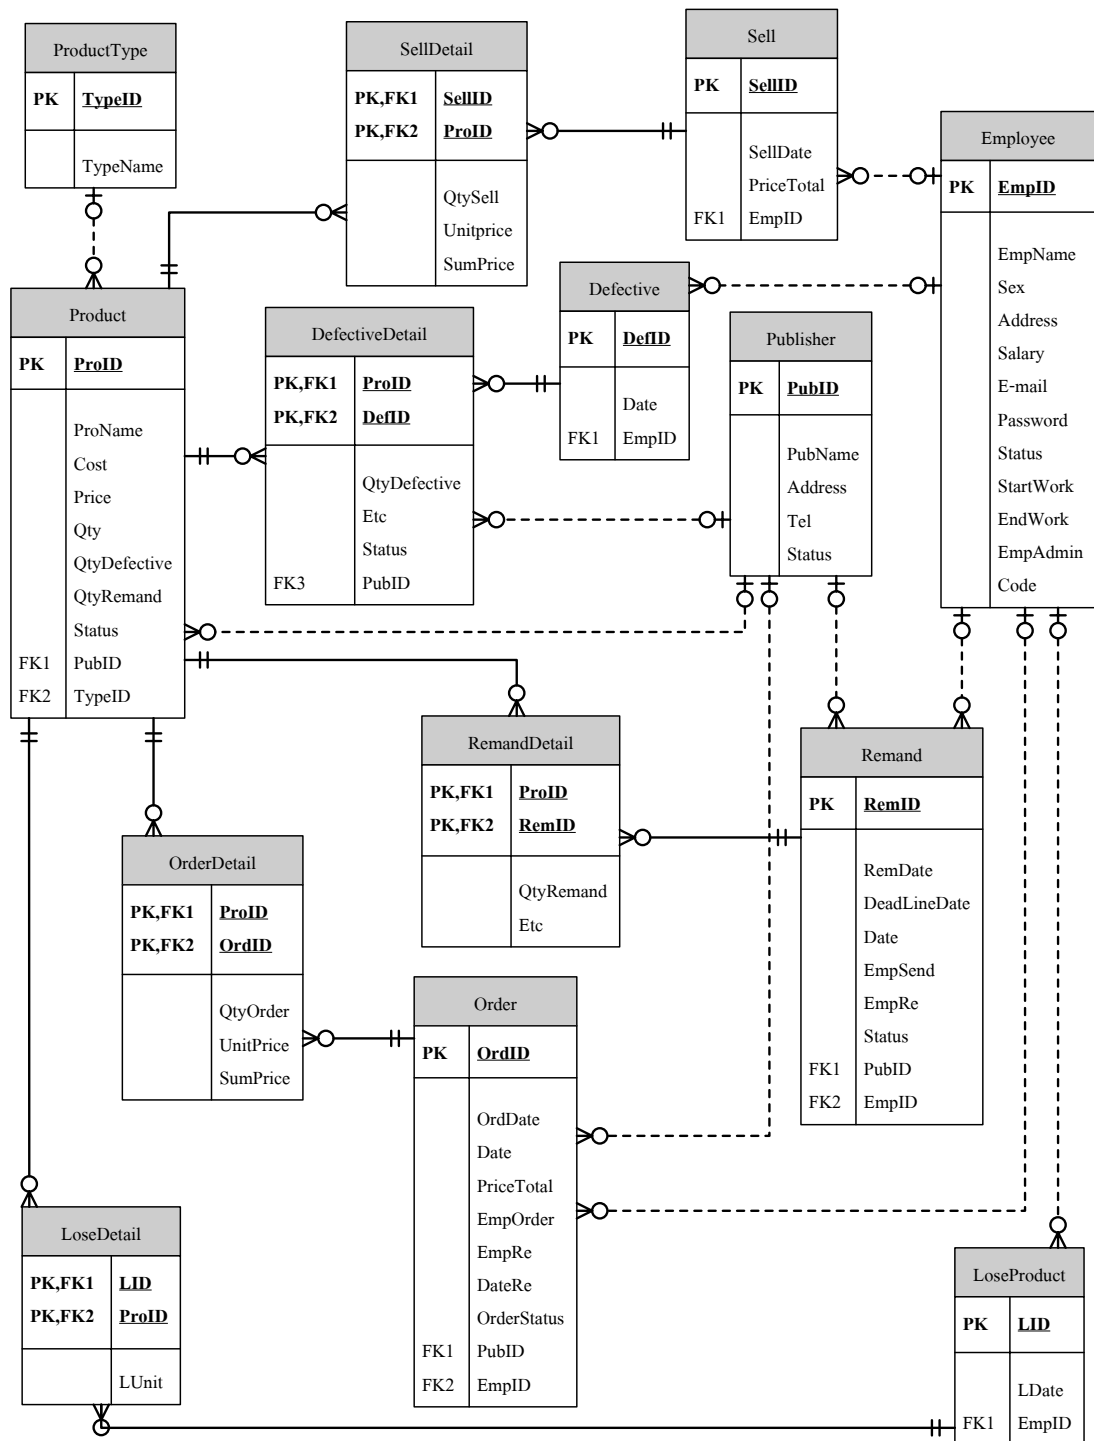 ProductType
PK TypeID
TypeName
SellDetail
PK,FK1 SellID
PK,FK2 ProID
QtySell
Unitprice
SumPrice
Sell
PK SellID
SellDate
PriceTotal
FK1 EmpID
Employee
PK EmpID
EmpName
Sex
Address
Salary
E-mail
Password
Status
StartWork
EndWork
EmpAdmin
Code
Product
PK ProID
ProName
Cost
Price
Qty
QtyDefective
QtyRemand
Status
FK1 PubID
FK2 TypeID
DefectiveDetail
PK,FK1 ProID
PK,FK2 DefID
QtyDefective
Etc
Status
FK3 PubID
Defective
PK DefID
Date
FK1 EmpID
Publisher
PK PubID
PubName
Address
Tel
Status
RemandDetail
PK,FK1 ProID
PK,FK2 RemID
QtyRemand
Etc
Remand
PK RemID
RemDate
DeadLineDate
Date
EmpSend
EmpRe
Status
FK1 PubID
FK2 EmpID
OrderDetail
PK,FK1 ProID
PK,FK2 OrdID
QtyOrder
UnitPrice
SumPrice
Order
PK OrdID
OrdDate
Date
PriceTotal
EmpOrder
EmpRe
DateRe
OrderStatus
FK1 PubID
FK2 EmpID
LoseDetail
PK,FK1 LID
PK,FK2 ProID
LUnit
LoseProduct
PK LID
LDate
FK1 EmpID